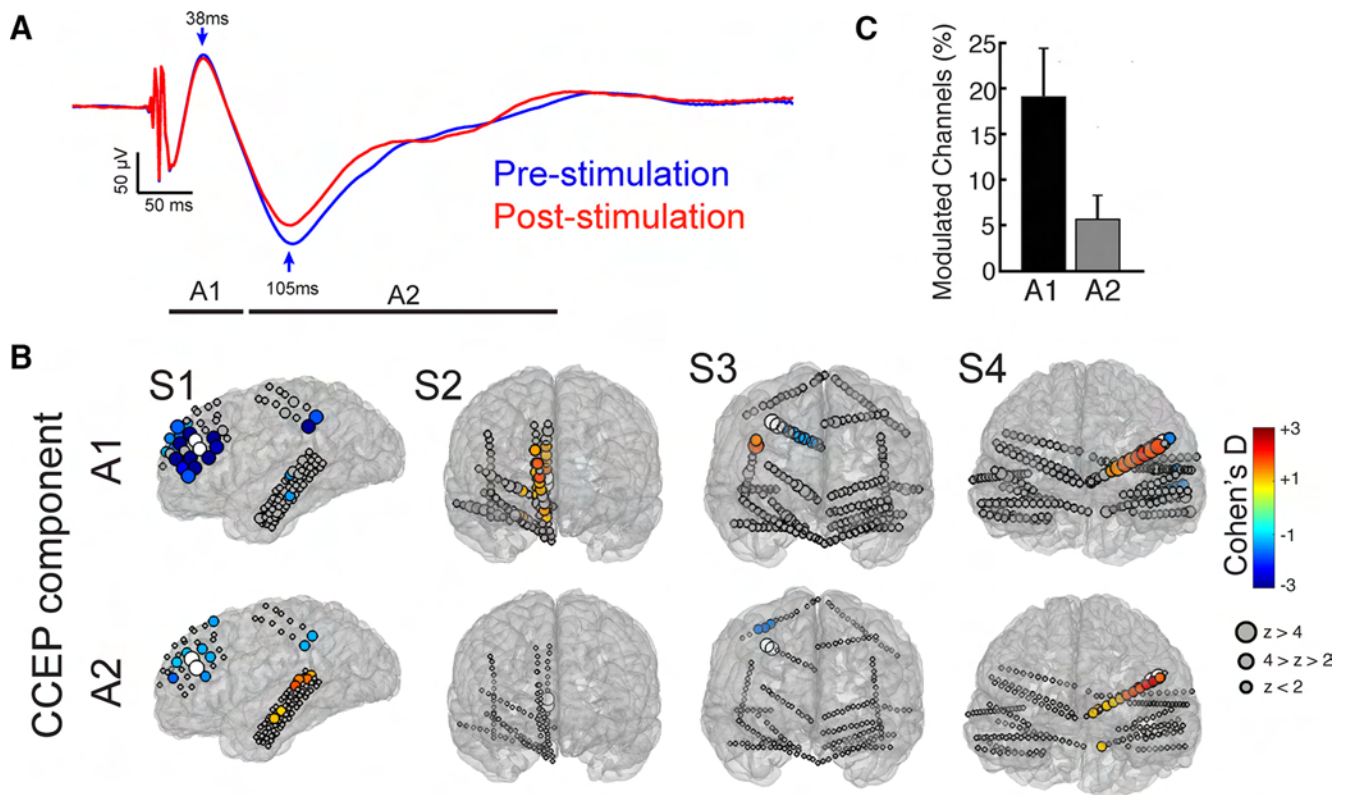 A
38ms
50 µV
50 ms
Pre-stimulation
Post-stimulation
105ms
A1
A2
C
Modulated Channels (%)
25
20
15
10
5
0
A1
A2
B
CCEP component
S1
S2
S3
S4
A1
A2
Cohen's D
+3
+1
-1
-3
z > 4
4 > z > 2
z < 2